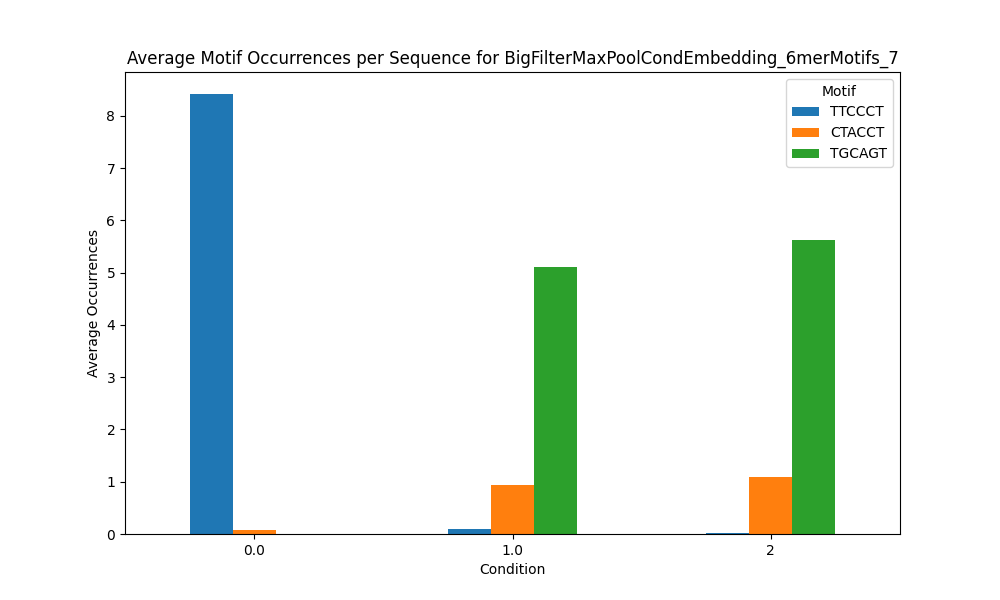 Average Motif Occurrences per Sequence for BigFilterMaxPoolCondEmbedding_6merMotifs_7
Motif
TTCCCT
CTACCT
TGCAGT
Average Occurrences
8
7
6
5
4
3
2
1
0
0.0
1.0
2
Condition